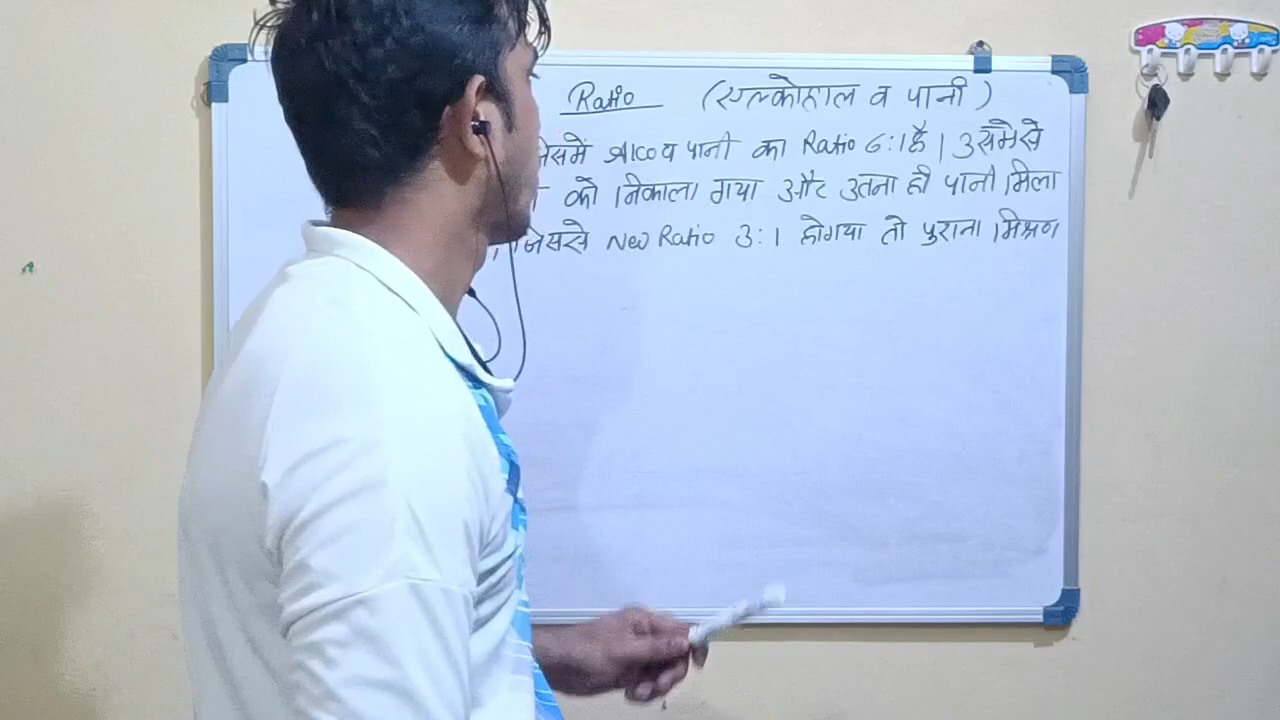 Ratio (एल्कोहाल व पानी)
जिसमें Alco व पानी का Ratio 6:1 है | उसमेसे
को निकाला गया और उतना ही पानी मिला
जिससे New Ratio 3:1 होगया तो पुराना मिश्रण